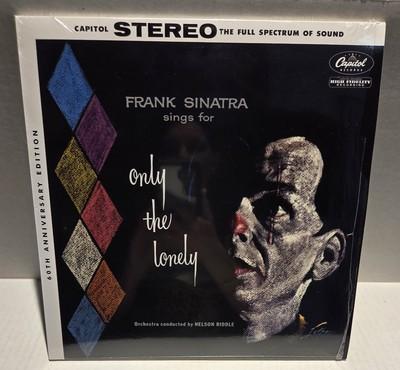 CAPITOL STEREO THE FULL SPECTRUM OF SOUND
Capitol
RECORDS
HIGH FIDELITY
RECORDING
60TH ANNIVERSARY EDITION
FRANK SINATRA
sings for
only
the
lonely
Orchestra conducted by NELSON RIDDLE